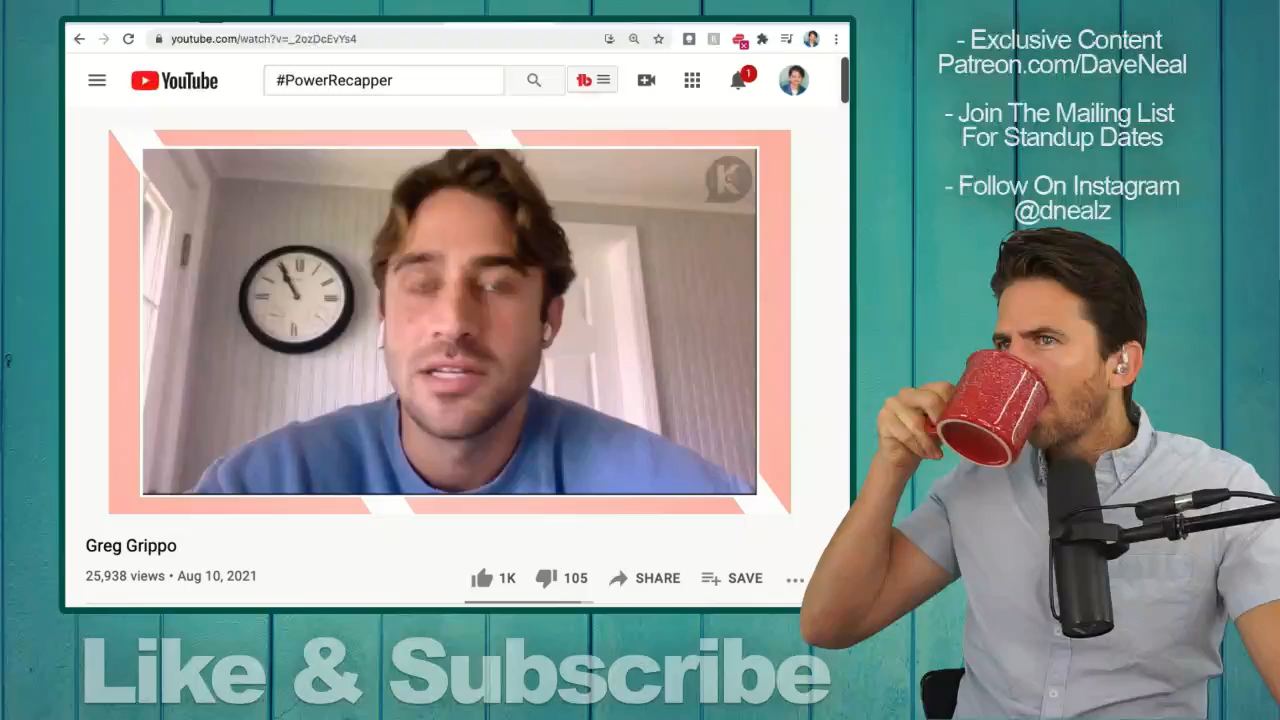 youtube.com/watch?v=_2ozDcEvYs4
YouTube
#PowerRecapper
tb
1
K
Greg Grippo
25,938 views • Aug 10, 2021
1K
105
SHARE
SAVE
- Exclusive Content
Patreon.com/DaveNeal
- Join The Mailing List
For Standup Dates
- Follow On Instagram
@dnealz
Like & Subscribe